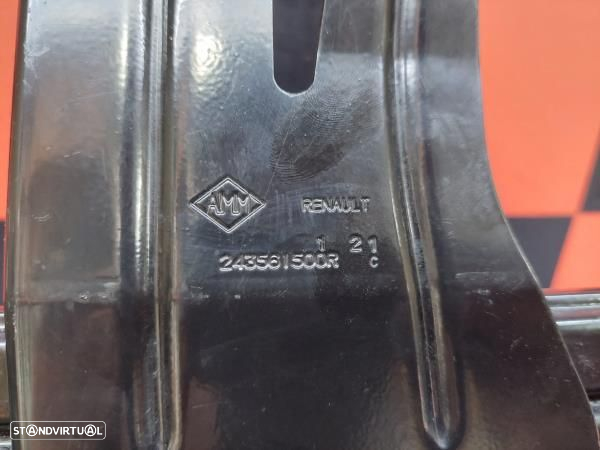 AMM
RENAULT
1 21
243561500R C
STANDVIRTUAL